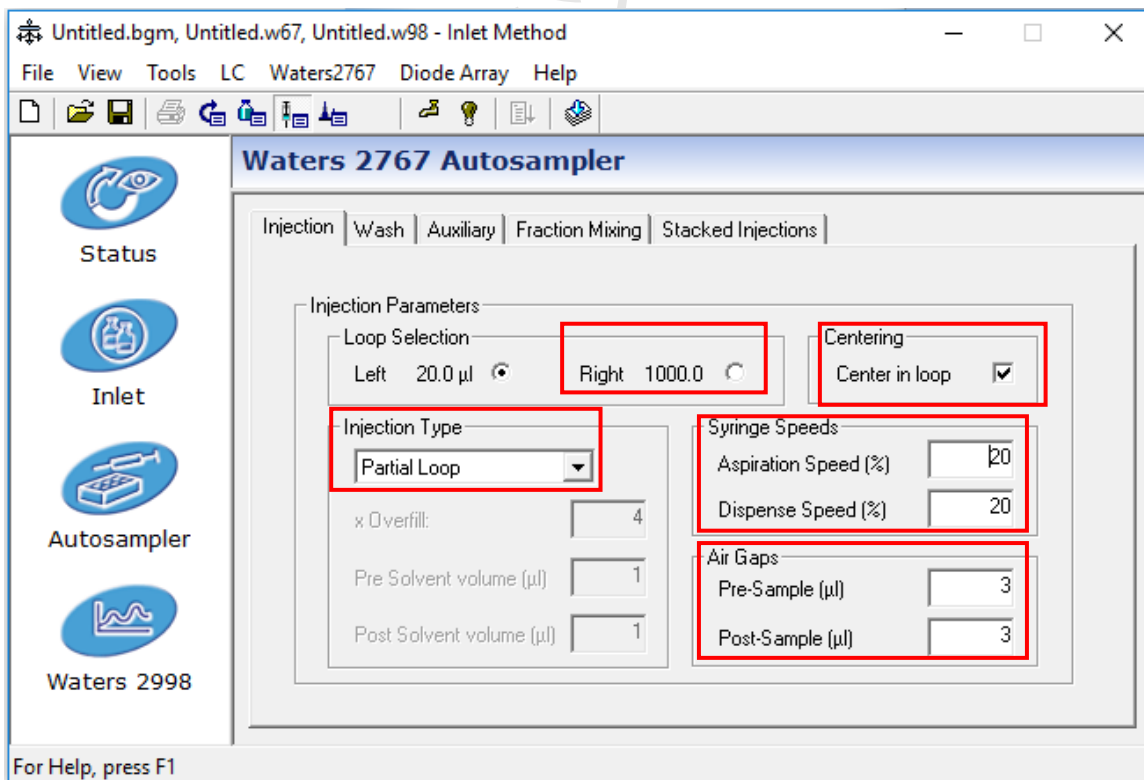 Untitled.bgm, Untitled.w67, Untitled.w98 - Inlet Method
File View Tools LC Waters2767 Diode Array Help
Waters 2767 Autosampler
Injection Wash Auxiliary Fraction Mixing Stacked Injections
Status
Inlet
Autosampler
Waters 2998
Injection Parameters
Loop Selection
Left 20.0 µl Right 1000.0
Centering
Center in loop
Injection Type
Partial Loop
x Overfill: 4
Pre Solvent volume (µl) 1
Post Solvent volume (µl) 1
Syringe Speeds
Aspiration Speed (%) 20
Dispense Speed (%) 20
Air Gaps
Pre-Sample (µl) 3
Post-Sample (µl) 3
For Help, press F1